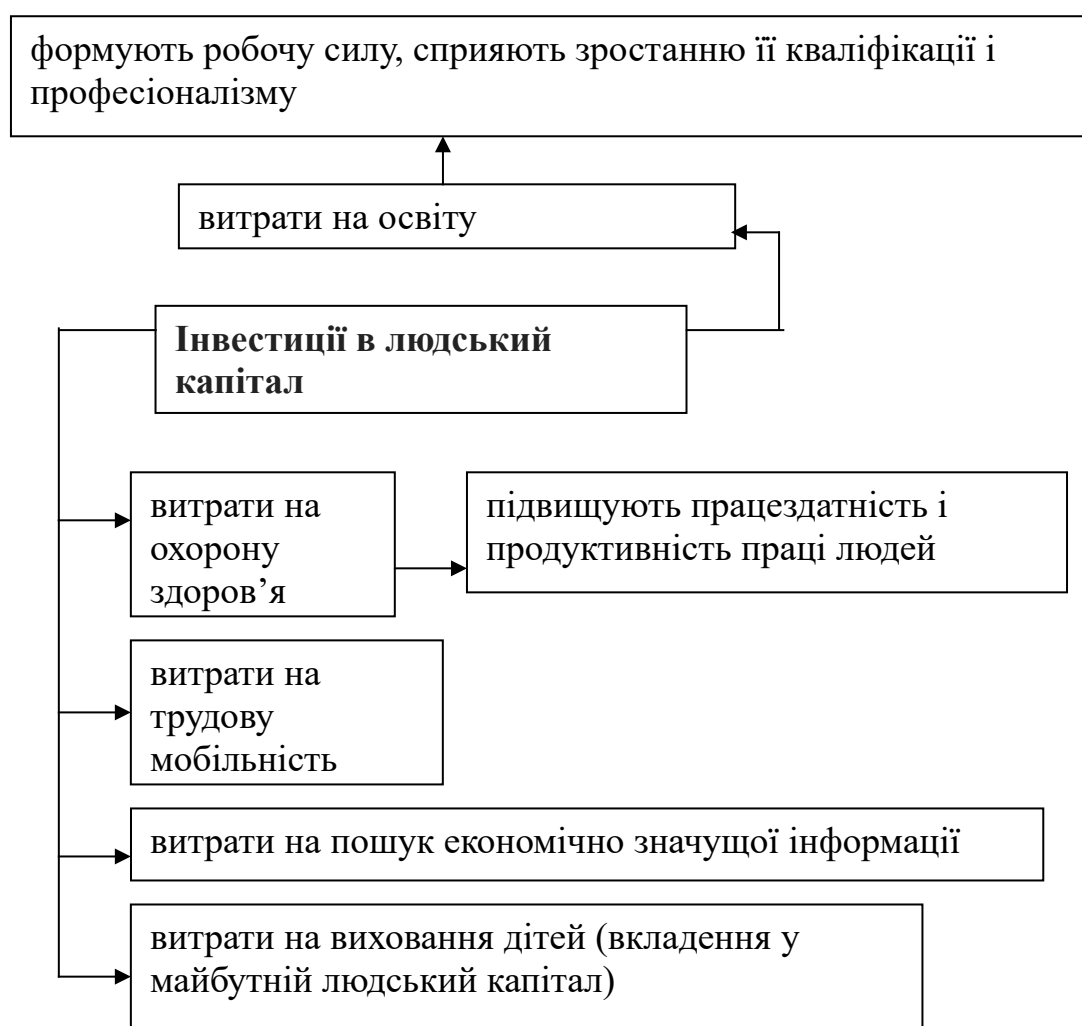 формують робочу силу, сприяють зростанню її кваліфікації і
професіоналізму
витрати на освіту
Інвестиції в людський
капітал
витрати на
охорону
здоров’я
підвищують працездатність і
продуктивність праці людей
витрати на
трудову
мобільність
витрати на пошук економічно значущої інформації
витрати на виховання дітей (вкладення у
майбутній людський капітал)